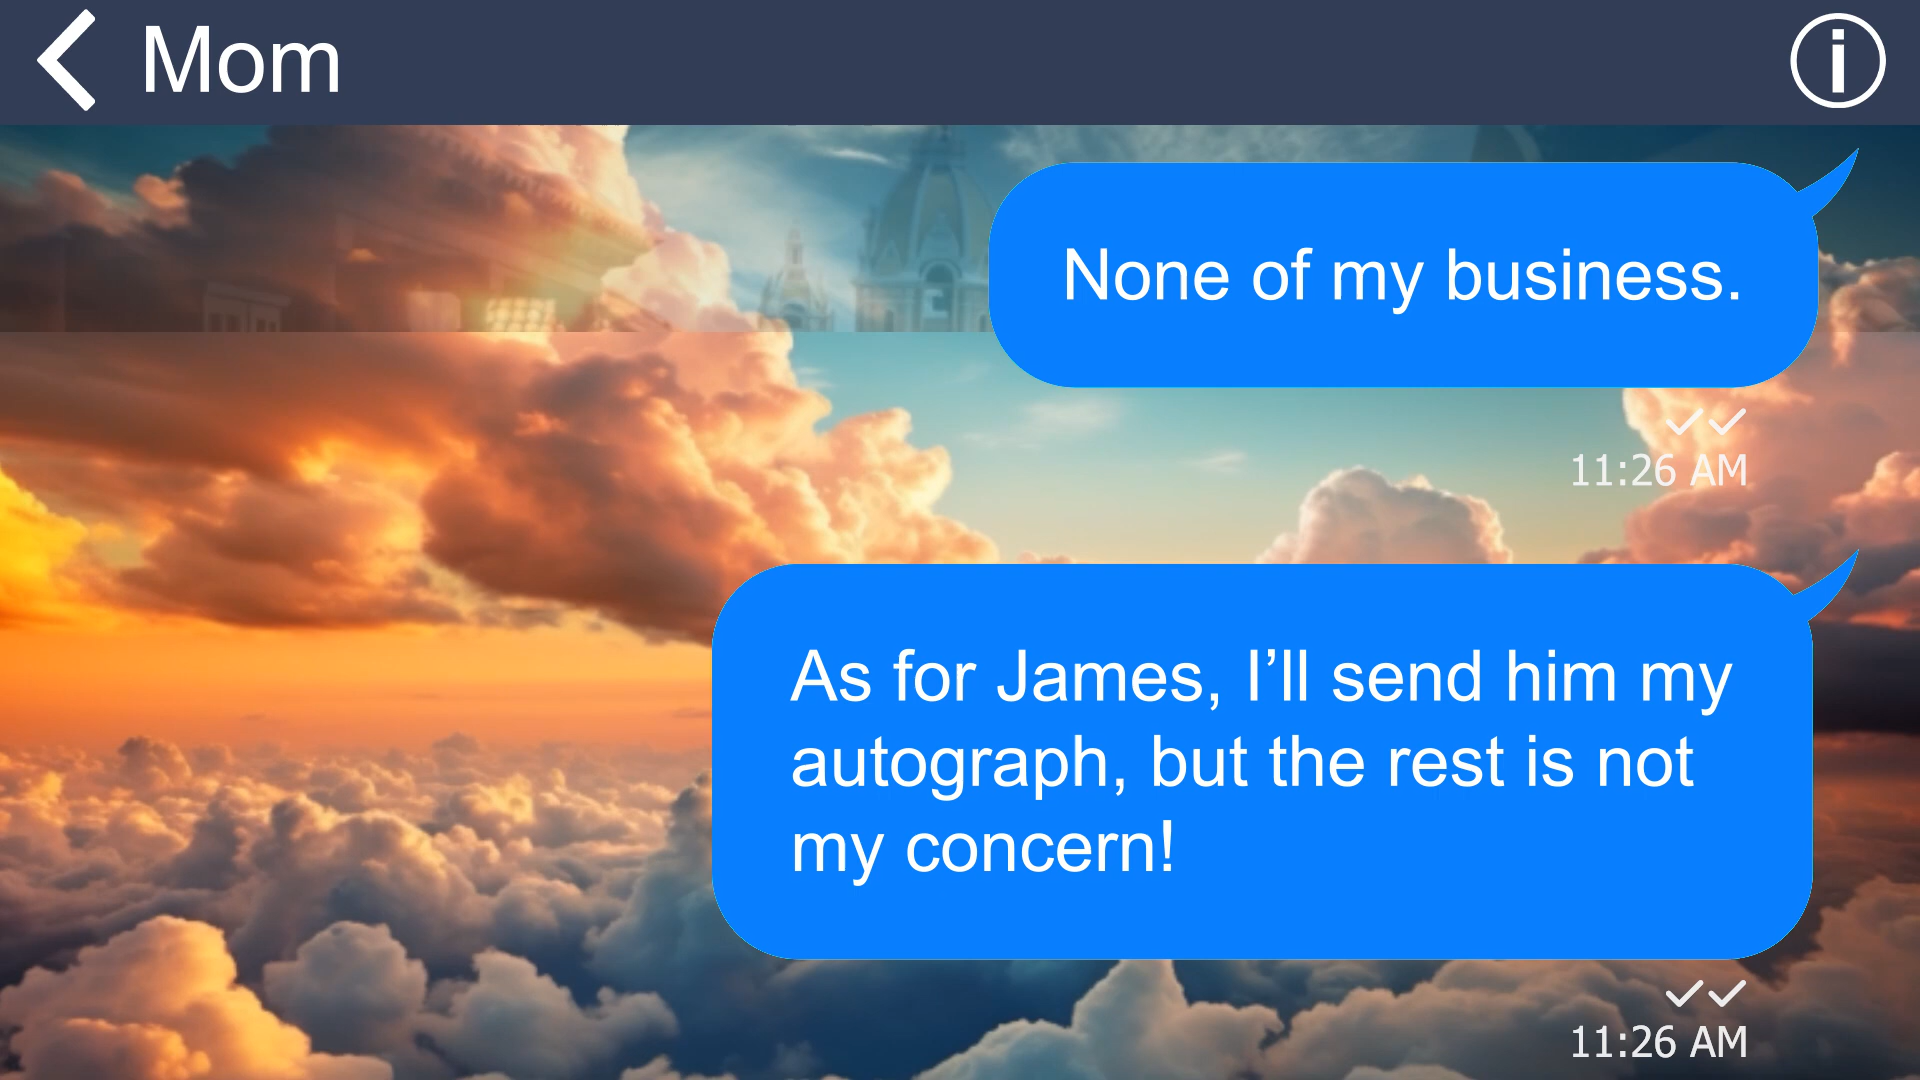 Mom
None of my business.
11:26 AM
As for James, I’ll send him my
autograph, but the rest is not
my concern!
11:26 AM